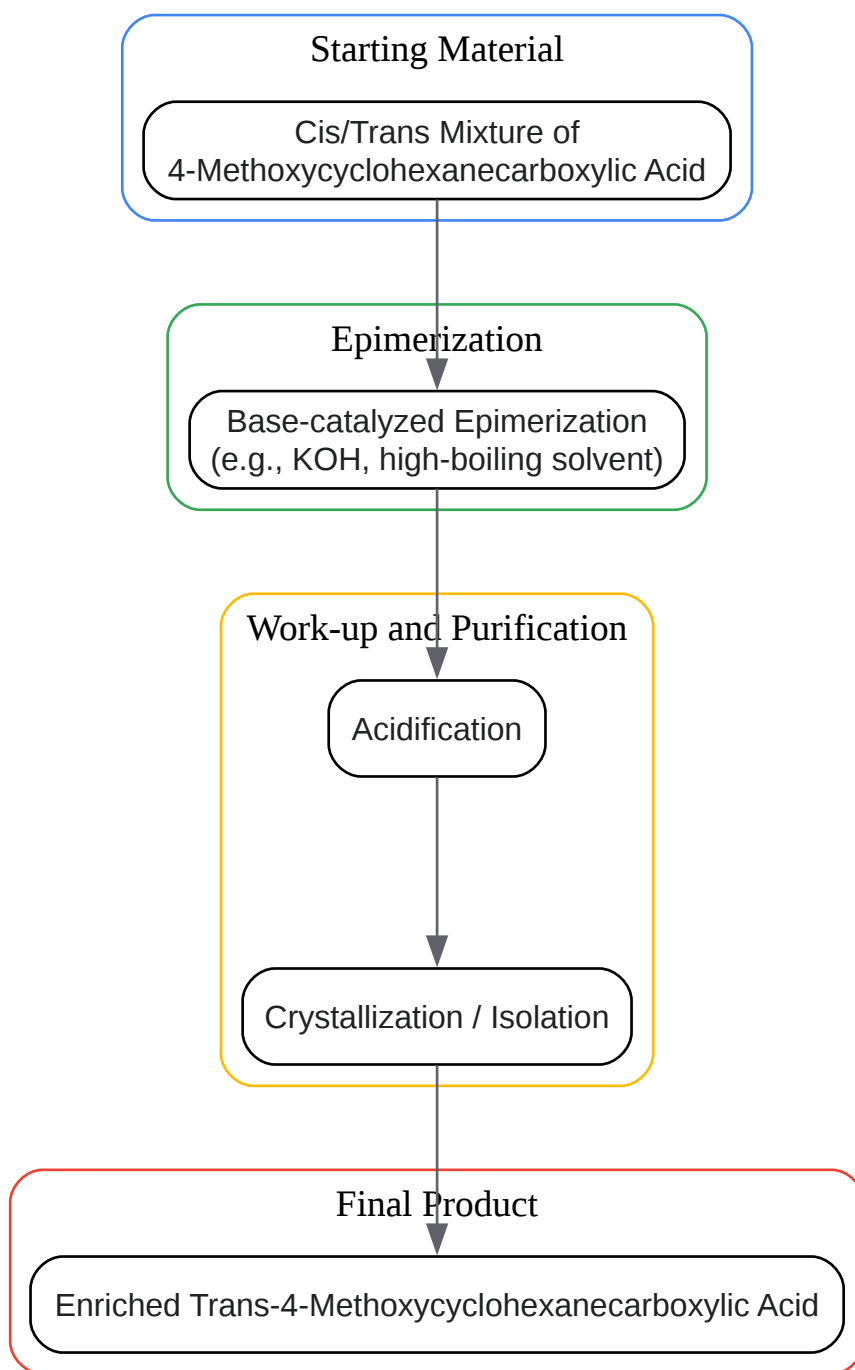 Starting Material
Cis/Trans Mixture of
4-Methoxycyclohexanecarboxylic Acid
Epimerization
Base-catalyzed Epimerization
(e.g., KOH, high-boiling solvent)
Work-up and Purification
Acidification
Crystallization / Isolation
Final Product
Enriched Trans-4-Methoxycyclohexanecarboxylic Acid